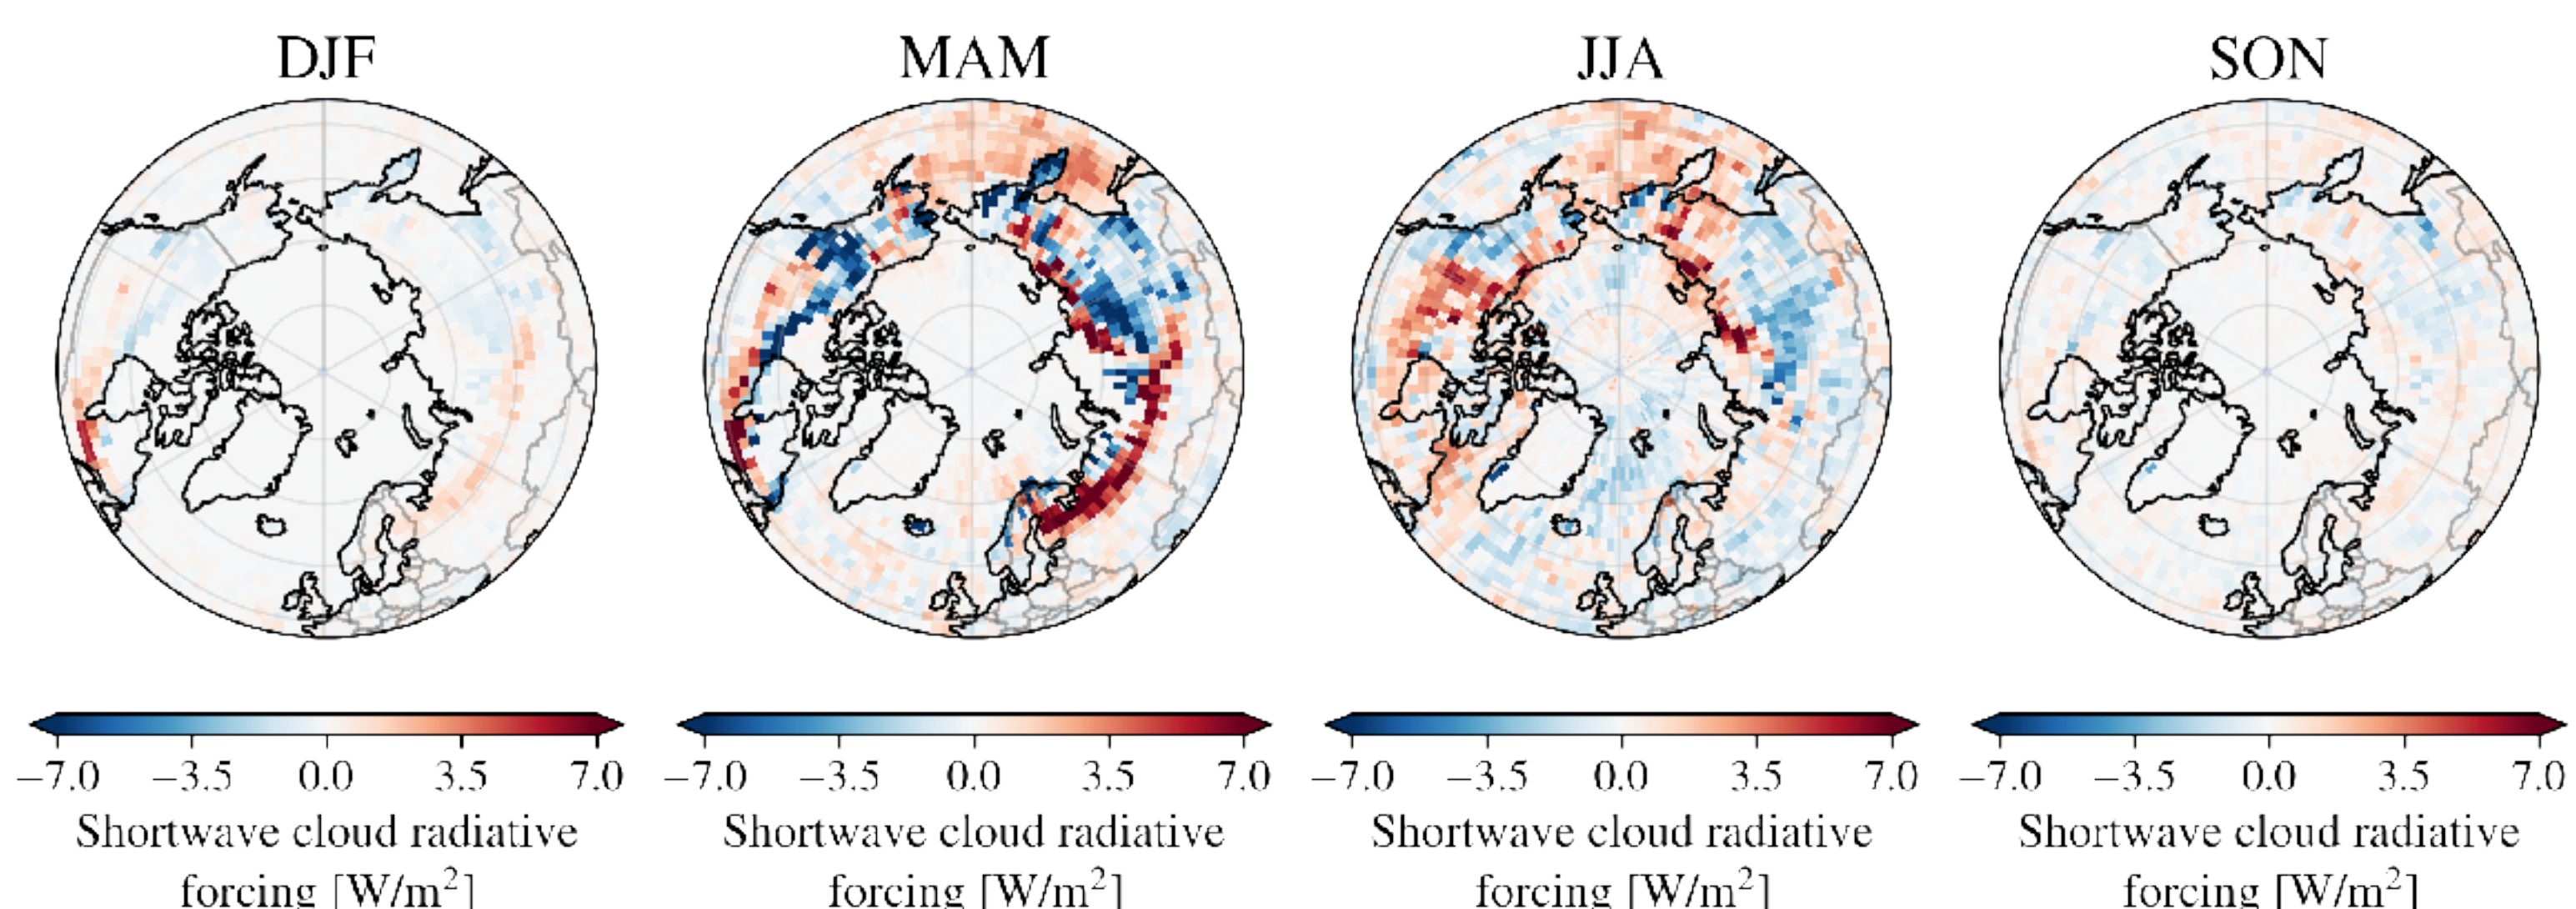 DJF MAM JJA SON
−7.0 −3.5 0.0 3.5 7.0 −7.0 −3.5 0.0 3.5 7.0 −7.0 −3.5 0.0 3.5 7.0 −7.0 −3.5 0.0 3.5 7.0
Shortwave cloud radiative Shortwave cloud radiative Shortwave cloud radiative Shortwave cloud radiative
forcing [W/m²] forcing [W/m²] forcing [W/m²] forcing [W/m²]